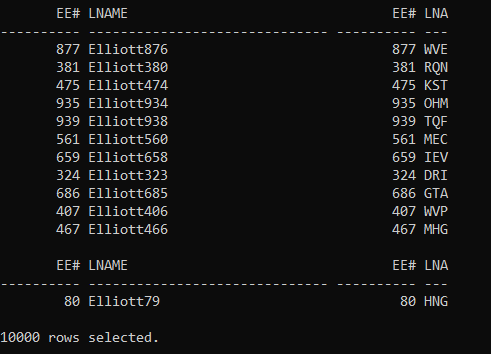 EE# LNAME EE# LNA
---------- ------------------------------ ---------- ---
877 Elliott876 877 WVE
381 Elliott380 381 RQN
475 Elliott474 475 KST
935 Elliott934 935 OHM
939 Elliott938 939 TQF
561 Elliott560 561 MEC
659 Elliott658 659 IEV
324 Elliott323 324 DRI
686 Elliott685 686 GTA
407 Elliott406 407 WVP
467 Elliott466 467 MHG
EE# LNAME EE# LNA
---------- ------------------------------ ---------- ---
80 Elliott79 80 HNG
10000 rows selected.